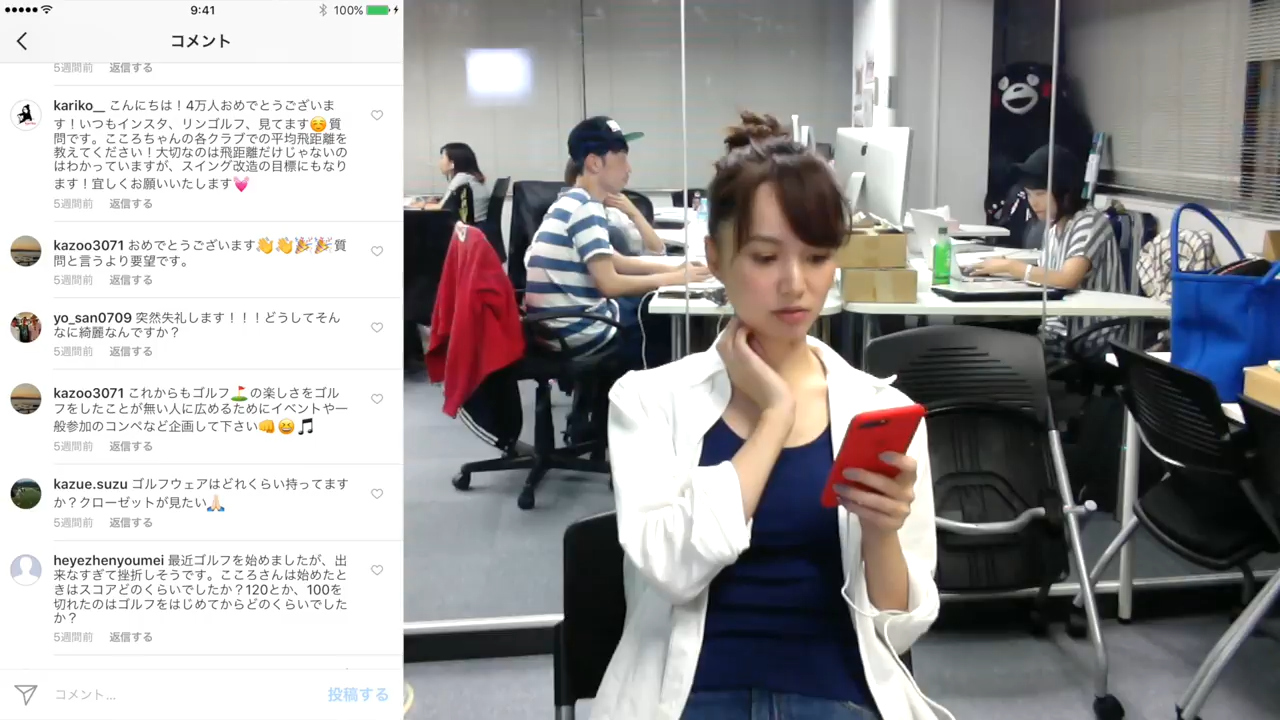 9:41
100%
コメント
5週間前 返信する
kariko__ こんにちは！4万人おめでとうございま
す！いつもインスタ、リンゴルフ、見てます☺️質
問です。こころちゃんの各クラブでの平均飛距離を
教えてください！大切なのは飛距離だけじゃないの
はわかっていますが、スイング改造の目標にもなり
ます！宜しくお願いいたします💓
5週間前 返信する
kazoo3071 おめでとうございます👏👏🎉🎉質
問と言うより要望です。
5週間前 返信する
yo_san0709 突然失礼します！！！どうしてそん
なに綺麗なんですか？
5週間前 返信する
kazoo3071 これからもゴルフ⛳の楽しさをゴル
フをしたことが無い人に広めるためにイベントや一
般参加のコンペなど企画して下さい👊😆🎵
5週間前 返信する
kazue.suzu ゴルフウェアはどれくらい持ってます
か？クローゼットが見たい🙏🏻
5週間前 返信する
heyezhenyoumei 最近ゴルフを始めましたが、出
来なすぎて挫折しそうです。こころさんは始めたと
きはスコアどのくらいでしたか？120とか、100を
切れたのはゴルフをはじめてからどのくらいでした
か？
5週間前 返信する
コメント...
投稿する